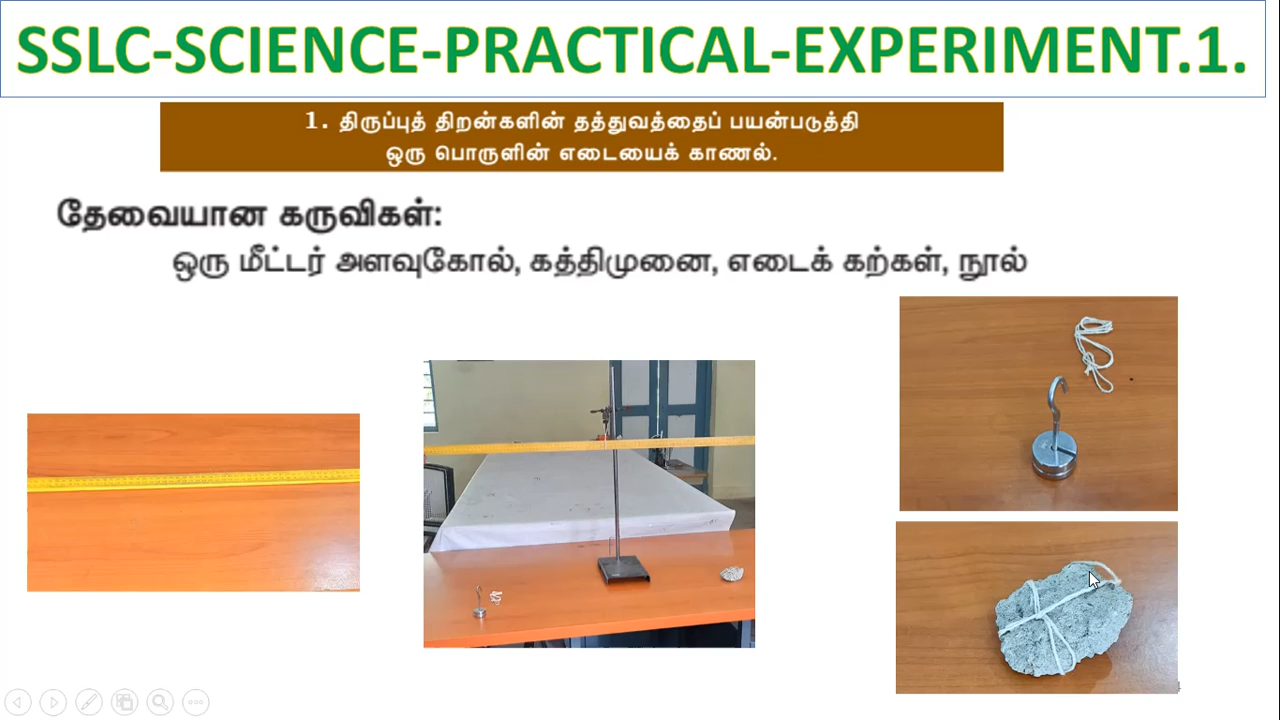 SSLC-SCIENCE-PRACTICAL-EXPERIMENT.1.
1. திருப்புத் திறன்களின் தத்துவத்தைப் பயன்படுத்தி
ஒரு பொருளின் எடையைக் காணல்.
தேவையான கருவிகள்:
ஒரு மீட்டர் அளவுகோல், கத்திமுனை, எடைக் கற்கள், நூல்